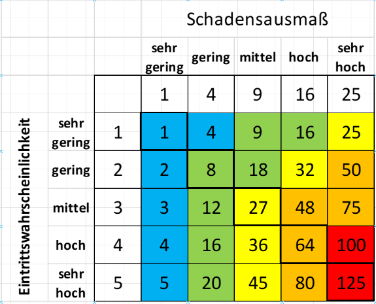 Schadensausmaß
sehr gering gering mittel hoch sehr hoch
1 4 9 16 25
Eintrittswahrscheinlichkeit
sehr gering 1 1 4 9 16 25
gering 2 2 8 18 32 50
mittel 3 3 12 27 48 75
hoch 4 4 16 36 64 100
sehr hoch 5 5 20 45 80 125